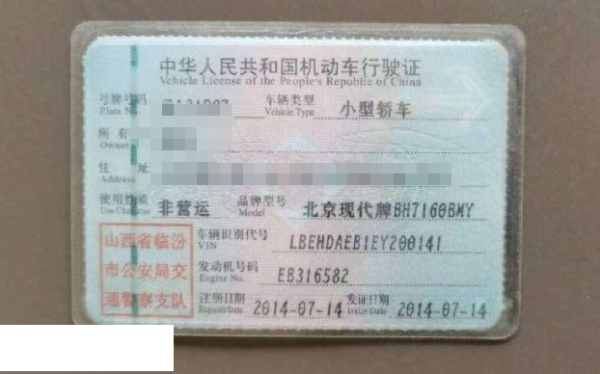 中华人民共和国机动车行驶证
Vehicle License of the People's Republic of China
号牌号码 Plate No. 车辆类型 Vehicle Type 小型轿车
所有 Owner
住 址 Address
使用性质 Use Character 非营运 品牌型号 Model 北京现代牌BH7160BMY
山西省临汾
市公安局交
通警察支队
车辆识别代号 VIN LBEHDAEB1EY200141
发动机号码 Engine No. EB316582
注册日期 Register Date 2014-07-14 发证日期 Issue Date 2014-07-14